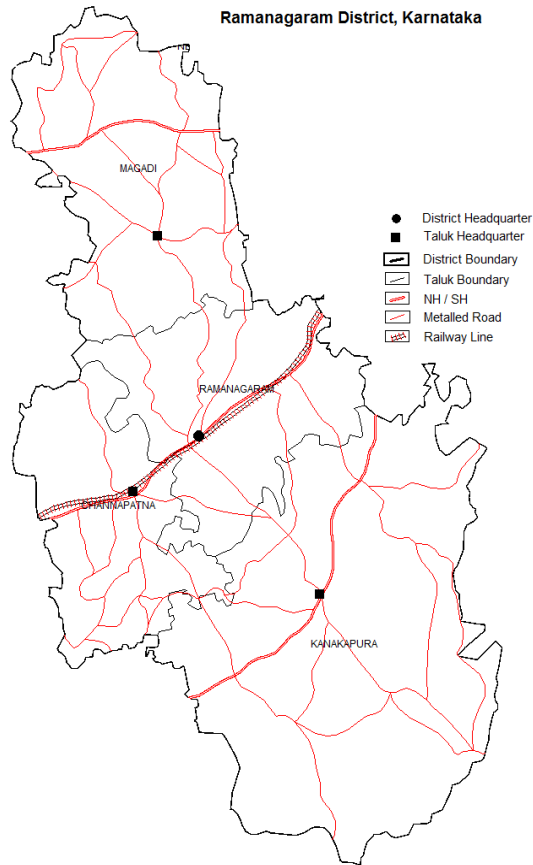 Ramanagaram District, Karnataka
MAGADI
District Headquarter
Taluk Headquarter
District Boundary
Taluk Boundary
NH / SH
Metalled Road
Railway Line
RAMANAGARAM
CHANNAPATNA
KANAKAPURA